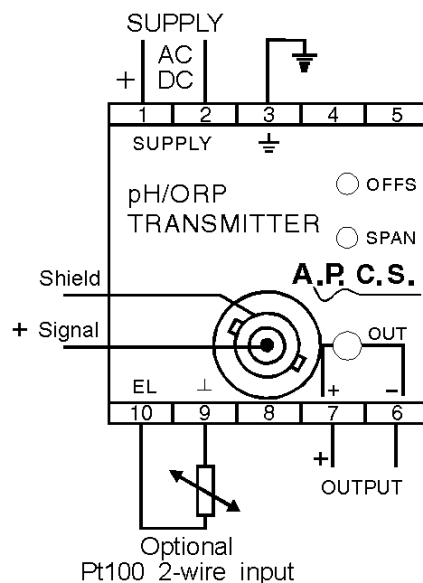 SUPPLY
AC
+ DC
1 2 3 4 5
SUPPLY
pH/ORP
TRANSMITTER
OFFS
SPAN
A.P.C.S.
Shield
+ Signal
OUT
EL ⊥ + −
10 9 8 7 6
+
OUTPUT
Optional
Pt100 2-wire input